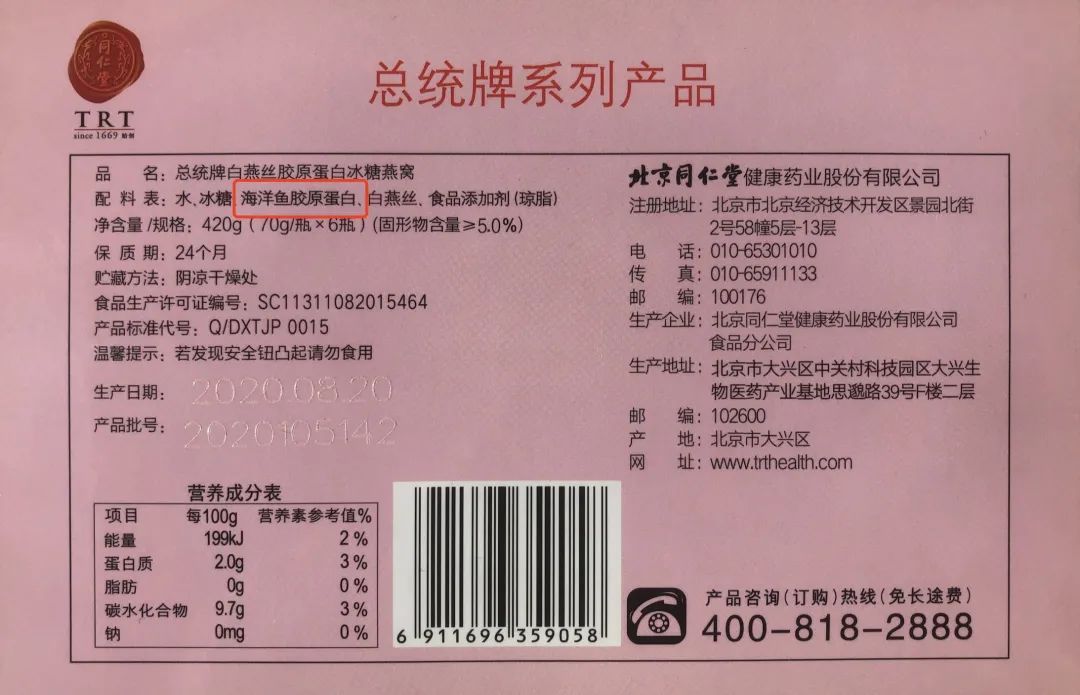 同仁堂
TRT
since 1669 始创
总统牌系列产品
品 名：总统牌白燕丝胶原蛋白冰糖燕窝
配 料 表：水、冰糖、海洋鱼胶原蛋白、白燕丝、食品添加剂(琼脂)
净含量/规格：420g（70g/瓶×6瓶）(固形物含量≥5.0%)
保 质 期：24个月
贮藏方法：阴凉干燥处
食品生产许可证编号：SC11311082015464
产品标准代号：Q/DXTJP 0015
温馨提示：若发现安全钮凸起请勿食用
生产日期：2020.08.20
产品批号：2020105142
北京同仁堂健康药业股份有限公司
注册地址：北京市北京经济技术开发区景园北街
2号58幢5层-13层
电 话：010-65301010
传 真：010-65911133
邮 编：100176
生产企业：北京同仁堂健康药业股份有限公司
食品分公司
生产地址：北京市大兴区中关村科技园区大兴生
物医药产业基地思邈路39号F楼二层
邮 编：102600
产 地：北京市大兴区
网 址：www.trthealth.com
营养成分表
项目 每100g 营养素参考值%
能量 199kJ 2%
蛋白质 2.0g 3%
脂肪 0g 0%
碳水化合物 9.7g 3%
钠 0mg 0%
6 911696 359058
产品咨询(订购)热线(免长途费)
400-818-2888